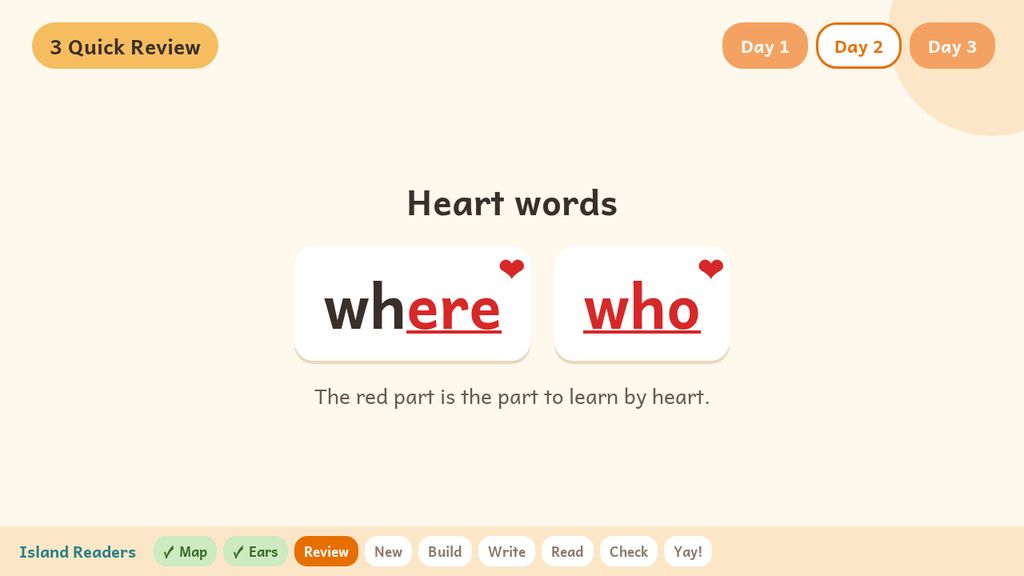 3 Quick Review
Day 1 Day 2 Day 3
Heart words
where who
The red part is the part to learn by heart.
Island Readers ✓ Map ✓ Ears Review New Build Write Read Check Yay!